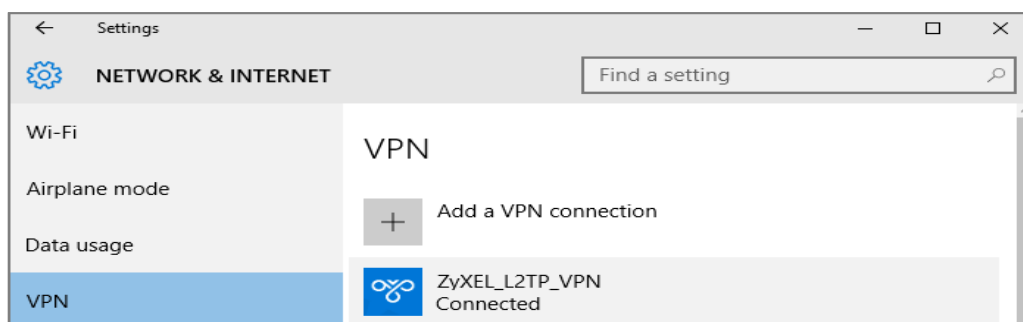 Settings
NETWORK & INTERNET
Find a setting
Wi-Fi
Airplane mode
Data usage
VPN
VPN
Add a VPN connection
ZyXEL_L2TP_VPN
Connected